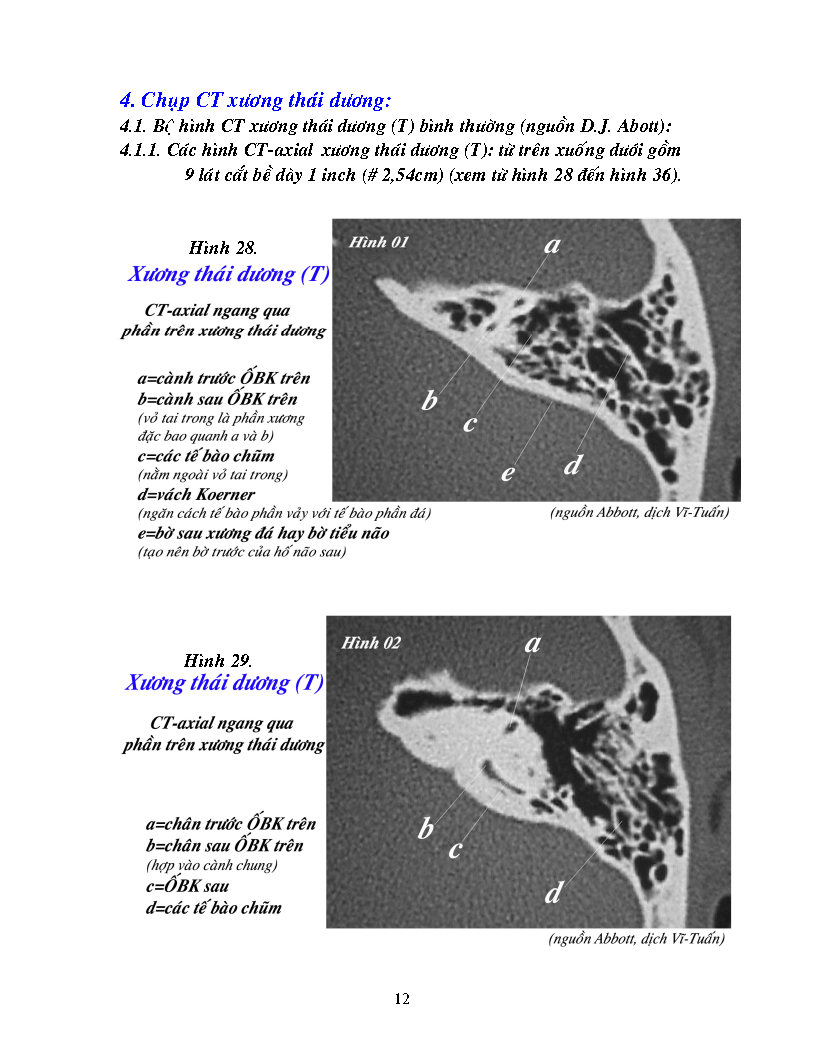 4. Chụp CT xương thái dương:
4.1. Bộ hình CT xương thái dương (T) bình thường (nguồn D.J. Abott):
4.1.1. Các hình CT-axial xương thái dương (T): từ trên xuống dưới gồm
9 lát cắt bề dày 1 inch (# 2,54cm) (xem từ hình 28 đến hình 36).
Hình 28.
Xương thái dương (T)
CT-axial ngang qua
phần trên xương thái dương
a=cành trước ỐBK trên
b=cành sau ỐBK trên
(vỏ tai trong là phần xương
đặc bao quanh a và b)
c=các tế bào chũm
(nằm ngoài vỏ tai trong)
d=vách Koerner
(ngăn cách tế bào phần vảy với tế bào phần đá)
e=bờ sau xương đá hay bờ tiểu não
(tạo nên bờ trước của hố não sau)
Hình 01
a
b
c
d
e
(nguồn Abbott, dịch Vĩ-Tuấn)
Hình 29.
Xương thái dương (T)
CT-axial ngang qua
phần trên xương thái dương
a=chân trước ỐBK trên
b=chân sau ỐBK trên
(hợp vào cành chung)
c=ỐBK sau
d=các tế bào chũm
Hình 02
a
b
c
d
(nguồn Abbott, dịch Vĩ-Tuấn)
12